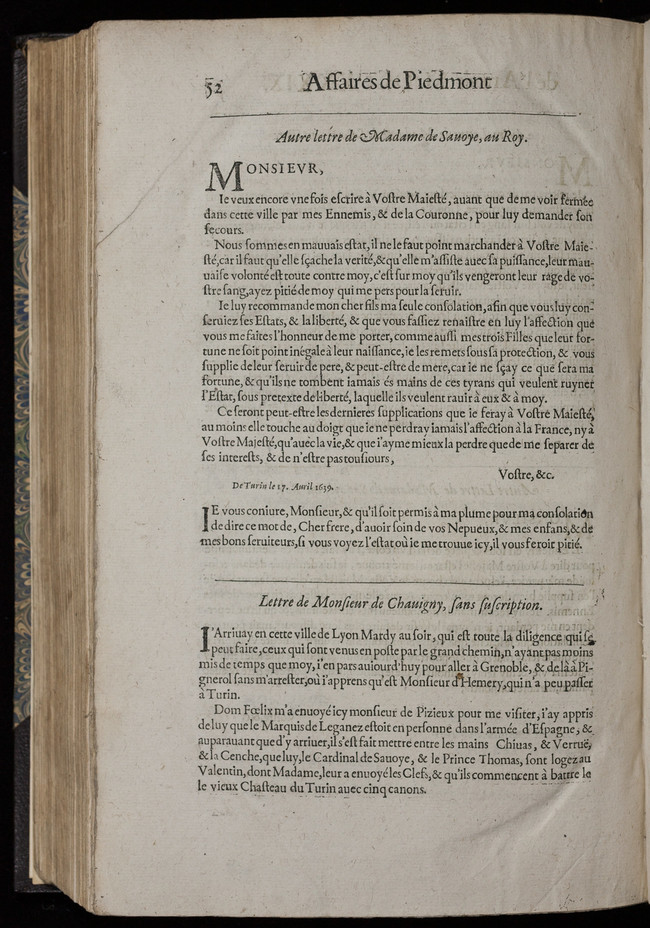 52 Affaires de Piedmont
Autre lettre de Madame de Sauoye, au Roy.
MONSIEVR,
Ie veux encore vne fois escrire à Vostre Maiesté, auant que de me voir fermée
dans cette ville par mes Ennemis, & de la Couronne, pour luy demander son
secours.
Nous sommes en mauuais estat, il ne le faut point marchander à Vostre Maie-
sté, car il faut qu'elle sçache la verité, & qu'elle m'assiste auec sa puissance, leur mau-
uaise volonté est toute contre moy, c'est sur moy qu'ils vengeront leur rage de vo-
stre sang, ayez pitié de moy qui me pers pour la seruir.
Ie luy recommande mon cher fils ma seule consolation, afin que vous luy con-
seruiez ses Estats, & la liberté, & que vous fassiez renaistre en luy l'affection que
vous me faites l'honneur de me porter, comme aussi mes trois Filles que leur for-
tune ne soit point inégale à leur naissance, ie les remets sous sa protection, & vous
supplie de leur seruir de pere, & peut-estre de mere, car ie ne sçay ce que sera ma
fortune, & qu'ils ne tombent iamais és mains de ces tyrans qui veulent ruyner
l'Estat, sous pretexte de liberté, laquelle ils veulent rauir à eux & à moy.
Ce seront peut-estre les dernieres supplications que ie feray à Vostre Maiesté,
au moins elle touche au doigt que ie ne perdray iamais l'affection à la France, ny à
Vostre Majesté, qu'auec la vie, & que i'ayme mieux la perdre que de me separer de
ses interests, & de n'estre pas tousiours,
Vostre, &c.
De Turin le 17. Auril 1639.
IE vous coniure, Monsieur, & qu'il soit permis à ma plume pour ma consolation
de dire ce mot de, Cher frere, d'auoir soin de vos Nepueux, & mes enfans, & de
mes bons seruiteurs, si vous voyez l'estat où ie me trouue icy, il vous feroit pitié.
Lettre de Monsieur de Chauigny, sans suscription.
I'Arriuay en cette ville de Lyon Mardy au soir, qui est toute la diligence qui se
peut faire, ceux qui sont venus en poste par le grand chemin, n'ayant pas moins
mis de temps que moy, i'en pars auiourd'huy pour aller à Grenoble, & de là à Pi-
gnerol sans m'arrester, où i'apprens qu'est Monsieur d'Hemery, qui n'a peu passer
à Turin.
Dom Fœlix m'a enuoyé icy monsieur de Pizieux pour me visiter, i'ay appris
de luy que le Marquis de Leganez estoit en personne dans l'armée d'Espagne, &
auparauant que d'y arriuer, il s'est fait mettre entre les mains Chiuas, & Verruë,
& la Cenche, que luy, le Cardinal de Sauoye, & le Prince Thomas, sont logez au
Valentin, dont Madame, leur a enuoyé les Clefs, & qu'ils commencent à battre le
le vieux Chasteau du Turin auec cinq canons.